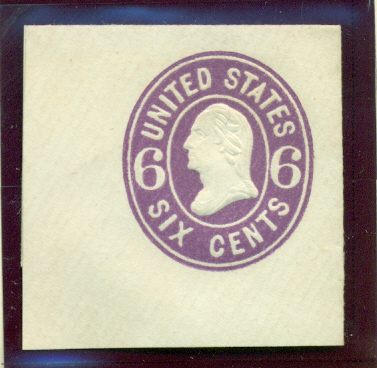 UNITED STATES
6 6
SIX CENTS